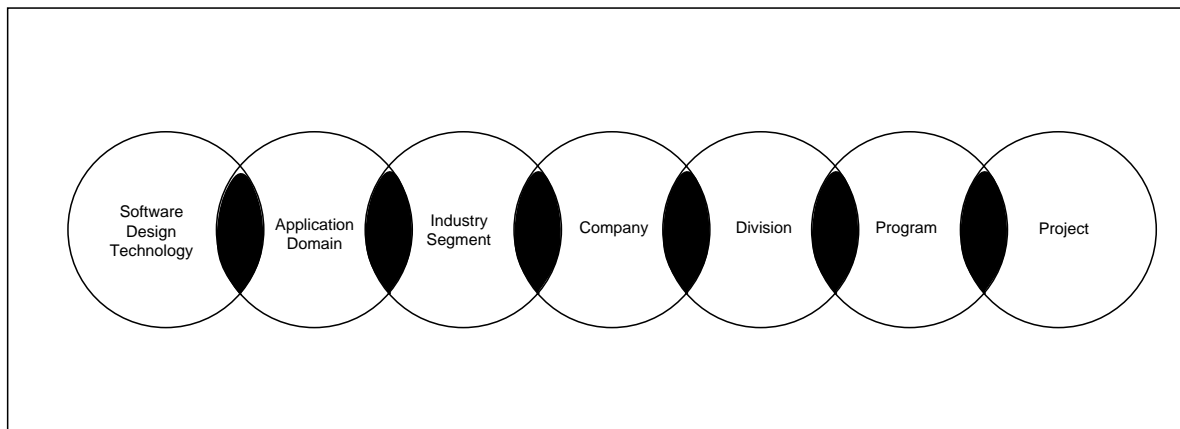 Software
Design
Technology
Application
Domain
Industry
Segment
Company
Division
Program
Project